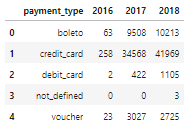 payment_type 2016 2017 2018
0 boleto 63 9508 10213
1 credit_card 258 34568 41969
2 debit_card 2 422 1105
3 not_defined 0 0 3
4 voucher 23 3027 2725